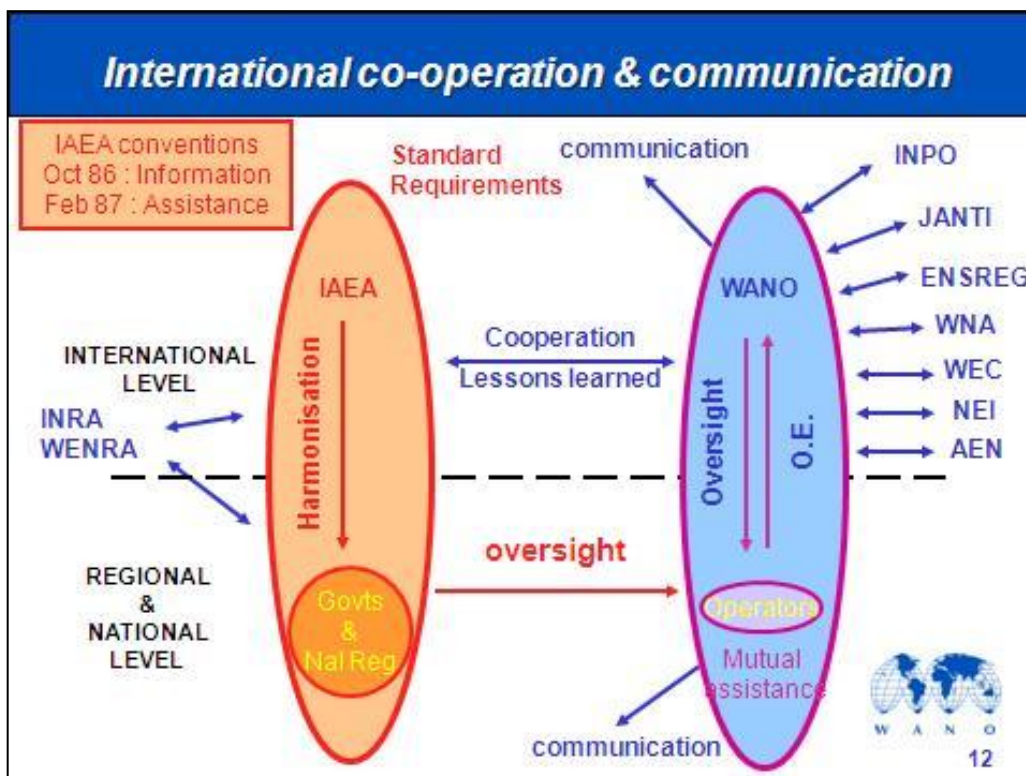 International co-operation & communication
IAEA conventions
Oct 86 : Information
Feb 87 : Assistance
Standard
Requirements
communication
INPO
JANTI
ENSREG
WNA
WEC
NEI
AEN
IAEA
WANO
Cooperation
Lessons learned
INTERNATIONAL
LEVEL
INRA
WENRA
Harmonisation
Oversight
O.E.
oversight
REGIONAL
&
NATIONAL
LEVEL
Govts
&
Nal Reg
Operators
Mutual
assistance
communication
W A N O
12